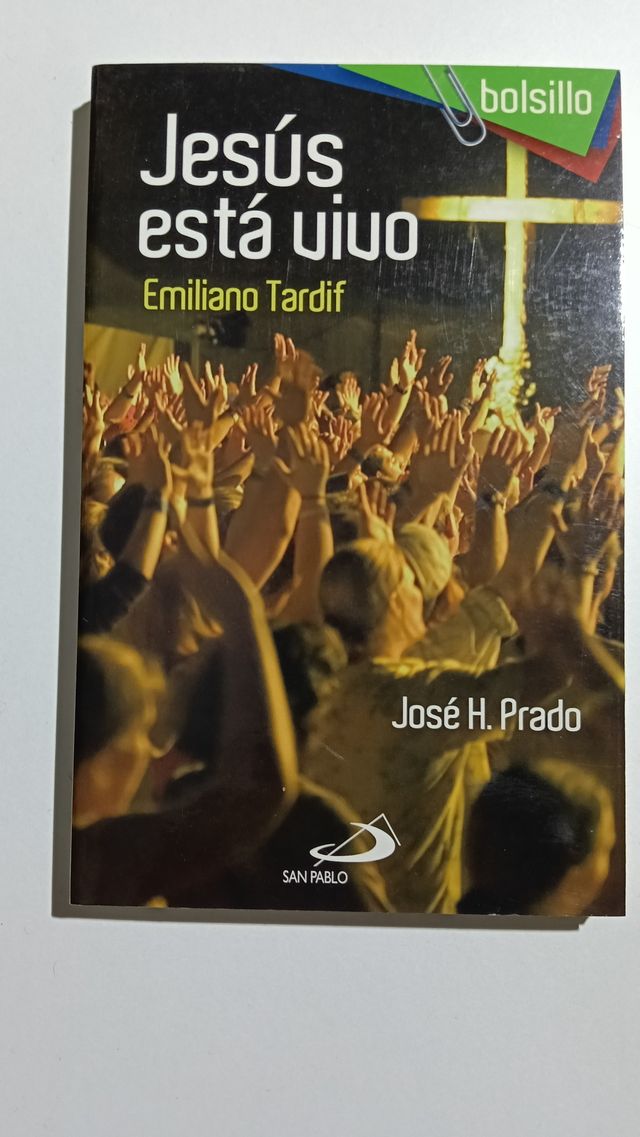 bolsillo
Jesús
está vivo
Emiliano Tardif
José H. Prado
SAN PABLO